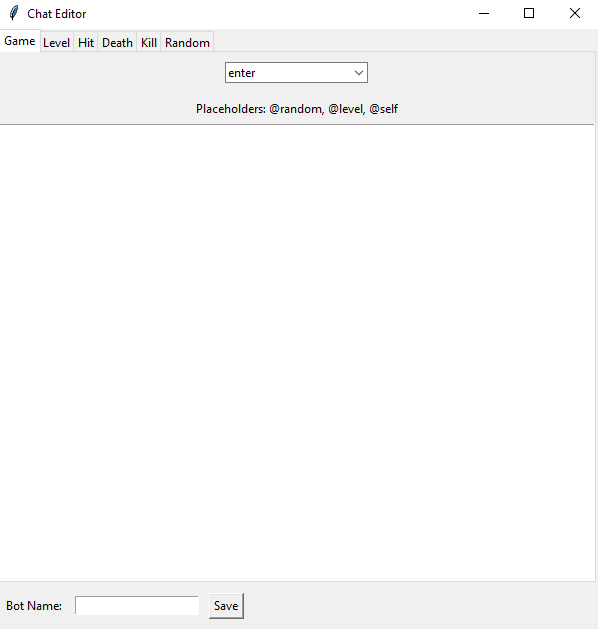 Chat Editor
Game Level Hit Death Kill Random
enter
Placeholders: @random, @level, @self
Bot Name: Save